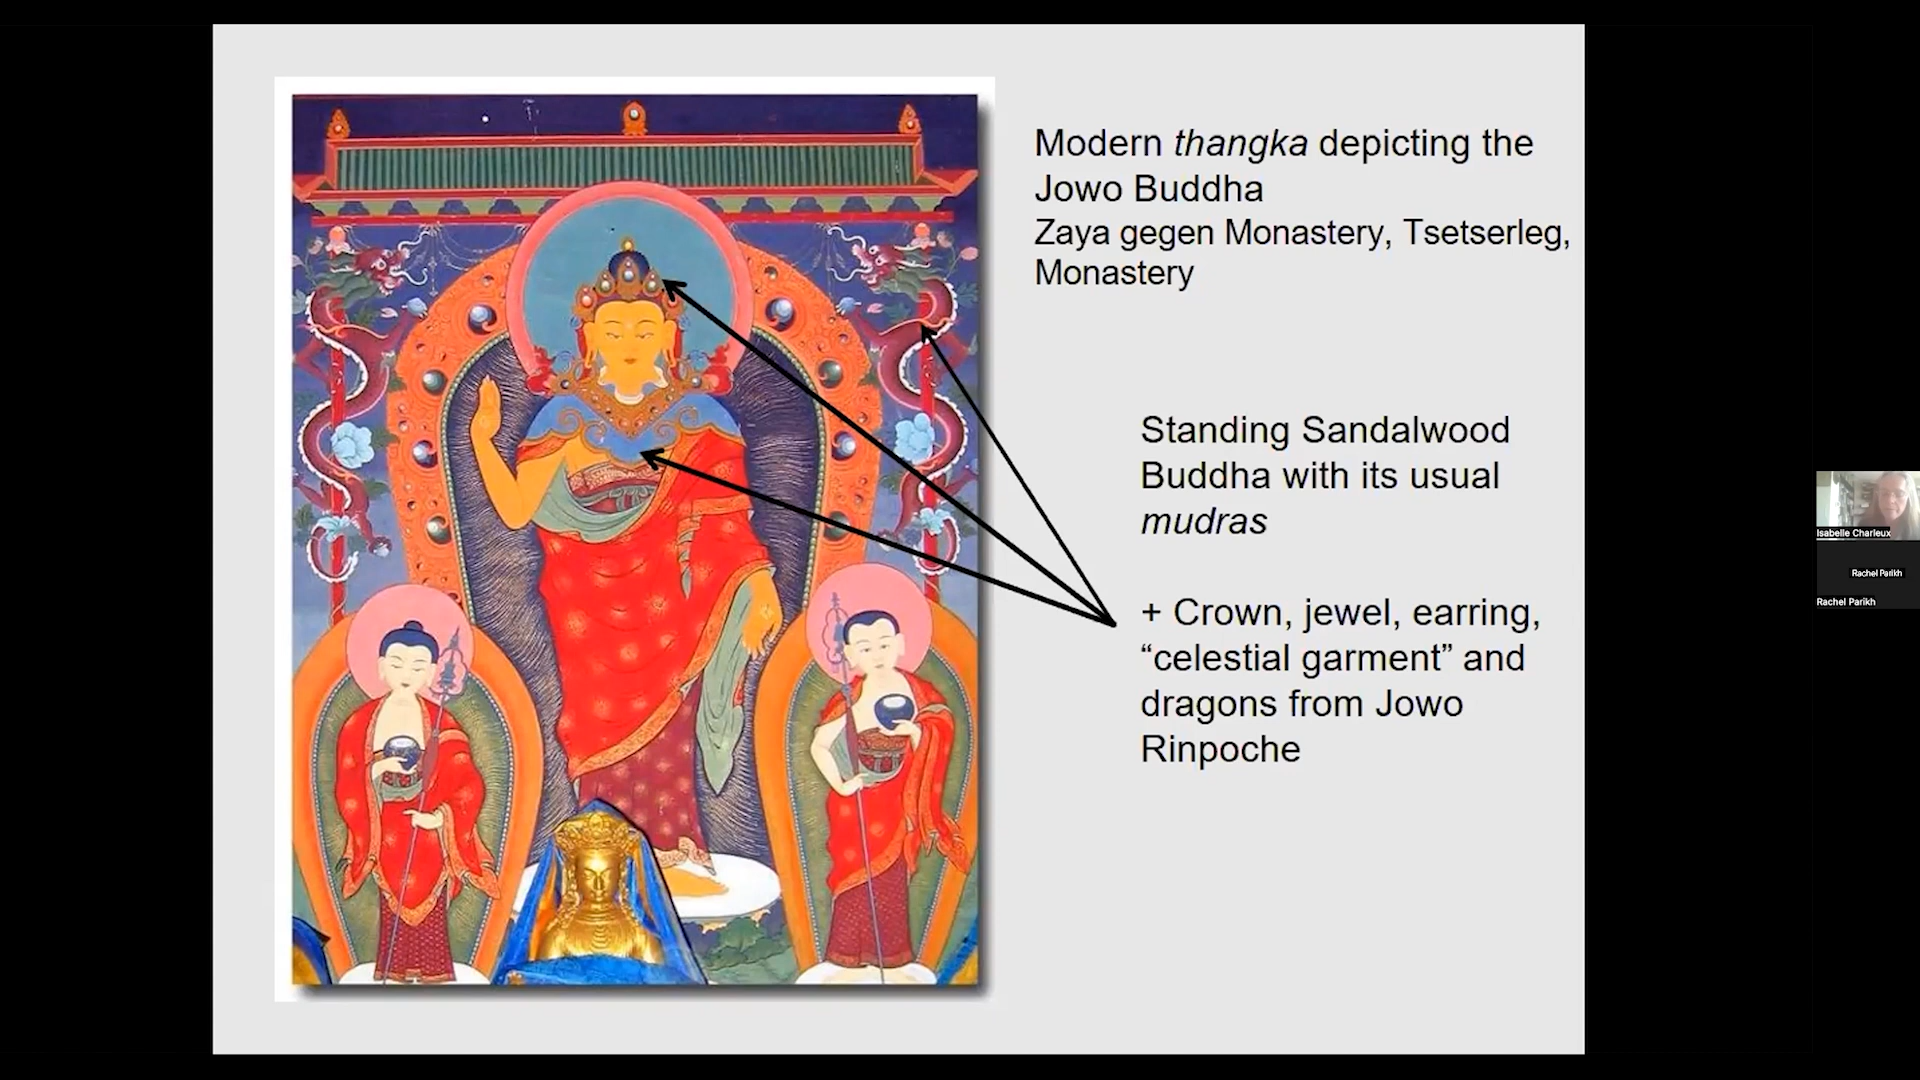 Modern thangka depicting the
Jowo Buddha
Zaya gegen Monastery, Tsetserleg,
Monastery
Standing Sandalwood
Buddha with its usual
mudras
+ Crown, jewel, earring,
“celestial garment” and
dragons from Jowo
Rinpoche
Isabelle Charleux
Rachel Parikh
Rachel Parikh